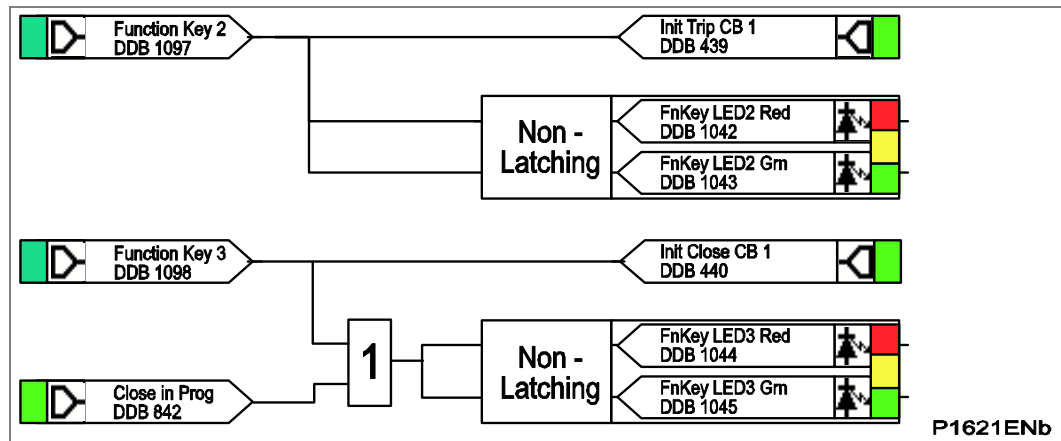 Function Key 2
DDB 1097
Init Trip CB 1
DDB 439
Non -
Latching
FnKey LED2 Red
DDB 1042
FnKey LED2 Grn
DDB 1043
Function Key 3
DDB 1098
Init Close CB 1
DDB 440
1
Close in Prog
DDB 842
Non -
Latching
FnKey LED3 Red
DDB 1044
FnKey LED3 Grn
DDB 1045
P1621ENb